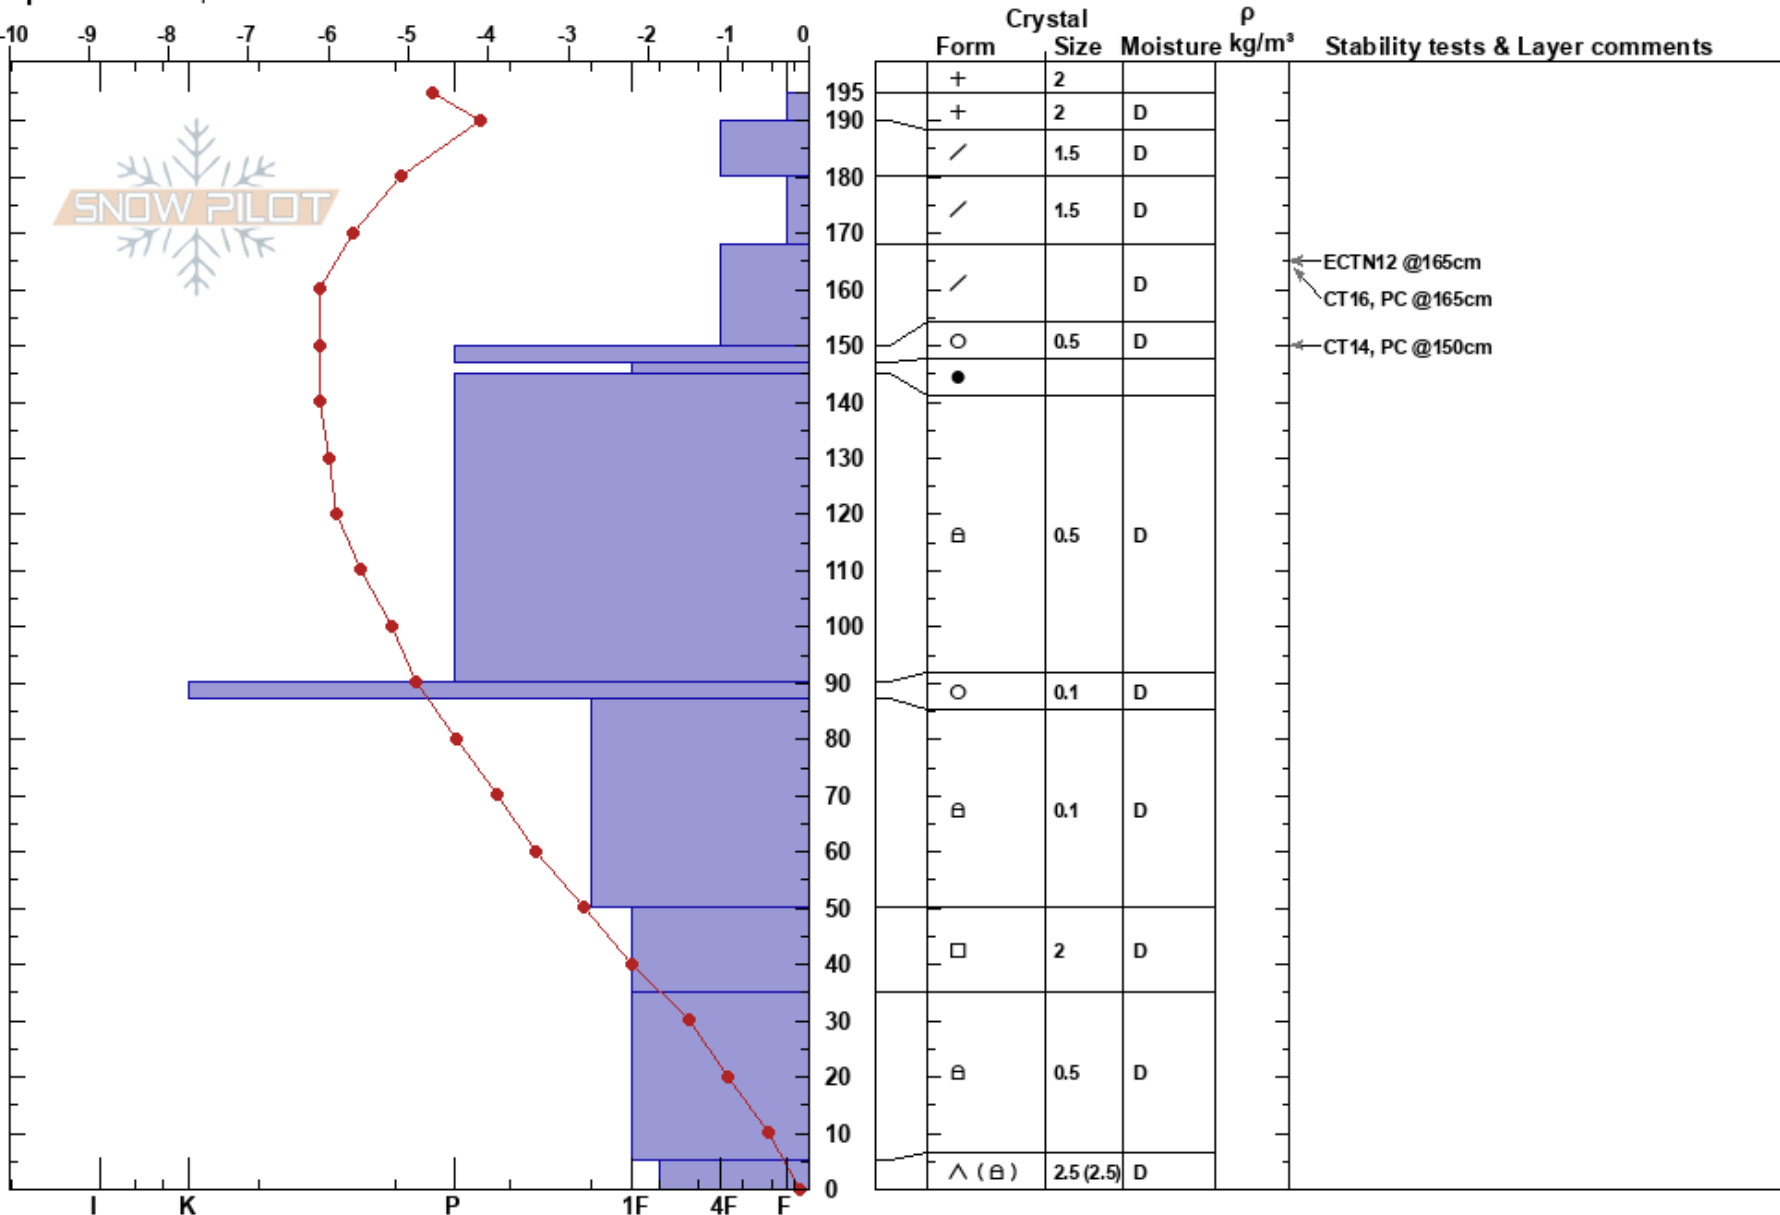 Crystal ρ
-10 -9 -8 -7 -6 -5 -4 -3 -2 -1 0 Form Size Moisture kg/m³ Stability tests & Layer comments
+ 2
195
+ 2 D
190
/ 1.5 D
180
/ 1.5 D
SNOW PILOT
170
ECTN12 @165cm
/ D
160
CT16, PC @165cm
150 ○ 0.5 D CT14, PC @150cm
●
140
130
120
0.5 D
110
100
90 ○ 0.1 D
80
70
0.1 D
60
50
□ 2 D
40
30
20 0.5 D
10
∧ ( ) 2.5 (2.5) D
0
I K P 1F 4F F